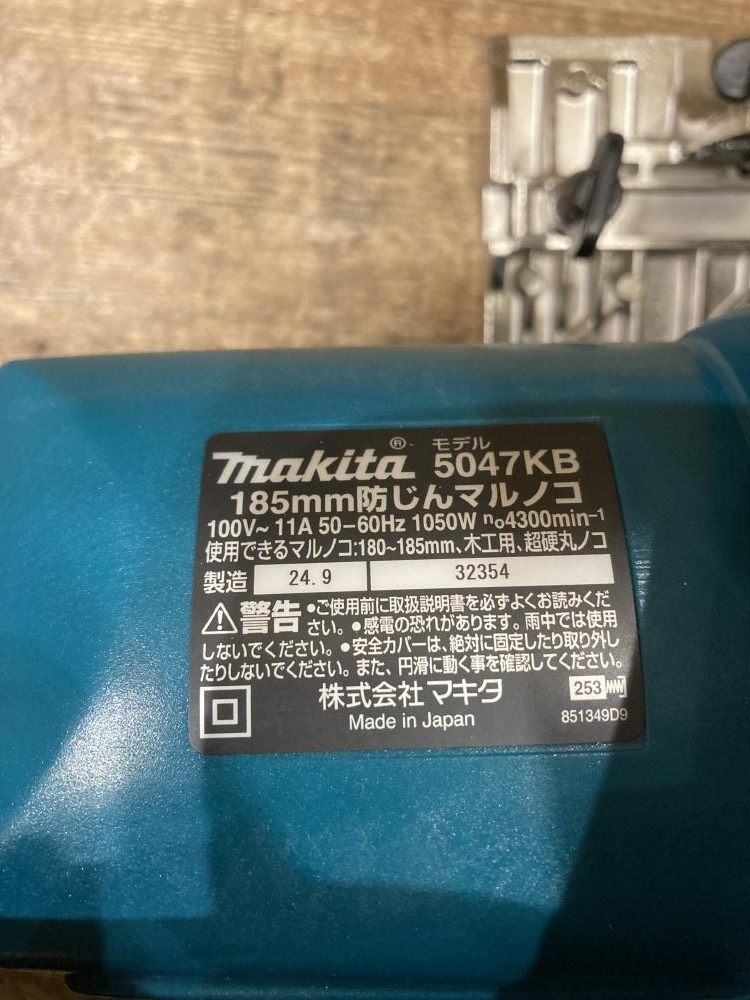 モデル
makita® 5047KB
185mm防じんマルノコ
100V~ 11A 50-60Hz 1050W n₀4300min⁻¹
使用できるマルノコ:180~185mm、木工用、超硬丸ノコ
製造 24.9 32354
⚠警告 •ご使用前に取扱説明書を必ずよくお読みくだ
さい。•感電の恐れがあります。雨中では使用
しないでください。•安全カバーは、絶対に固定したり取り外し
たりしないでください。また、円滑に動く事を確認してください。
株式会社 マキタ 253
Made in Japan 851349D9